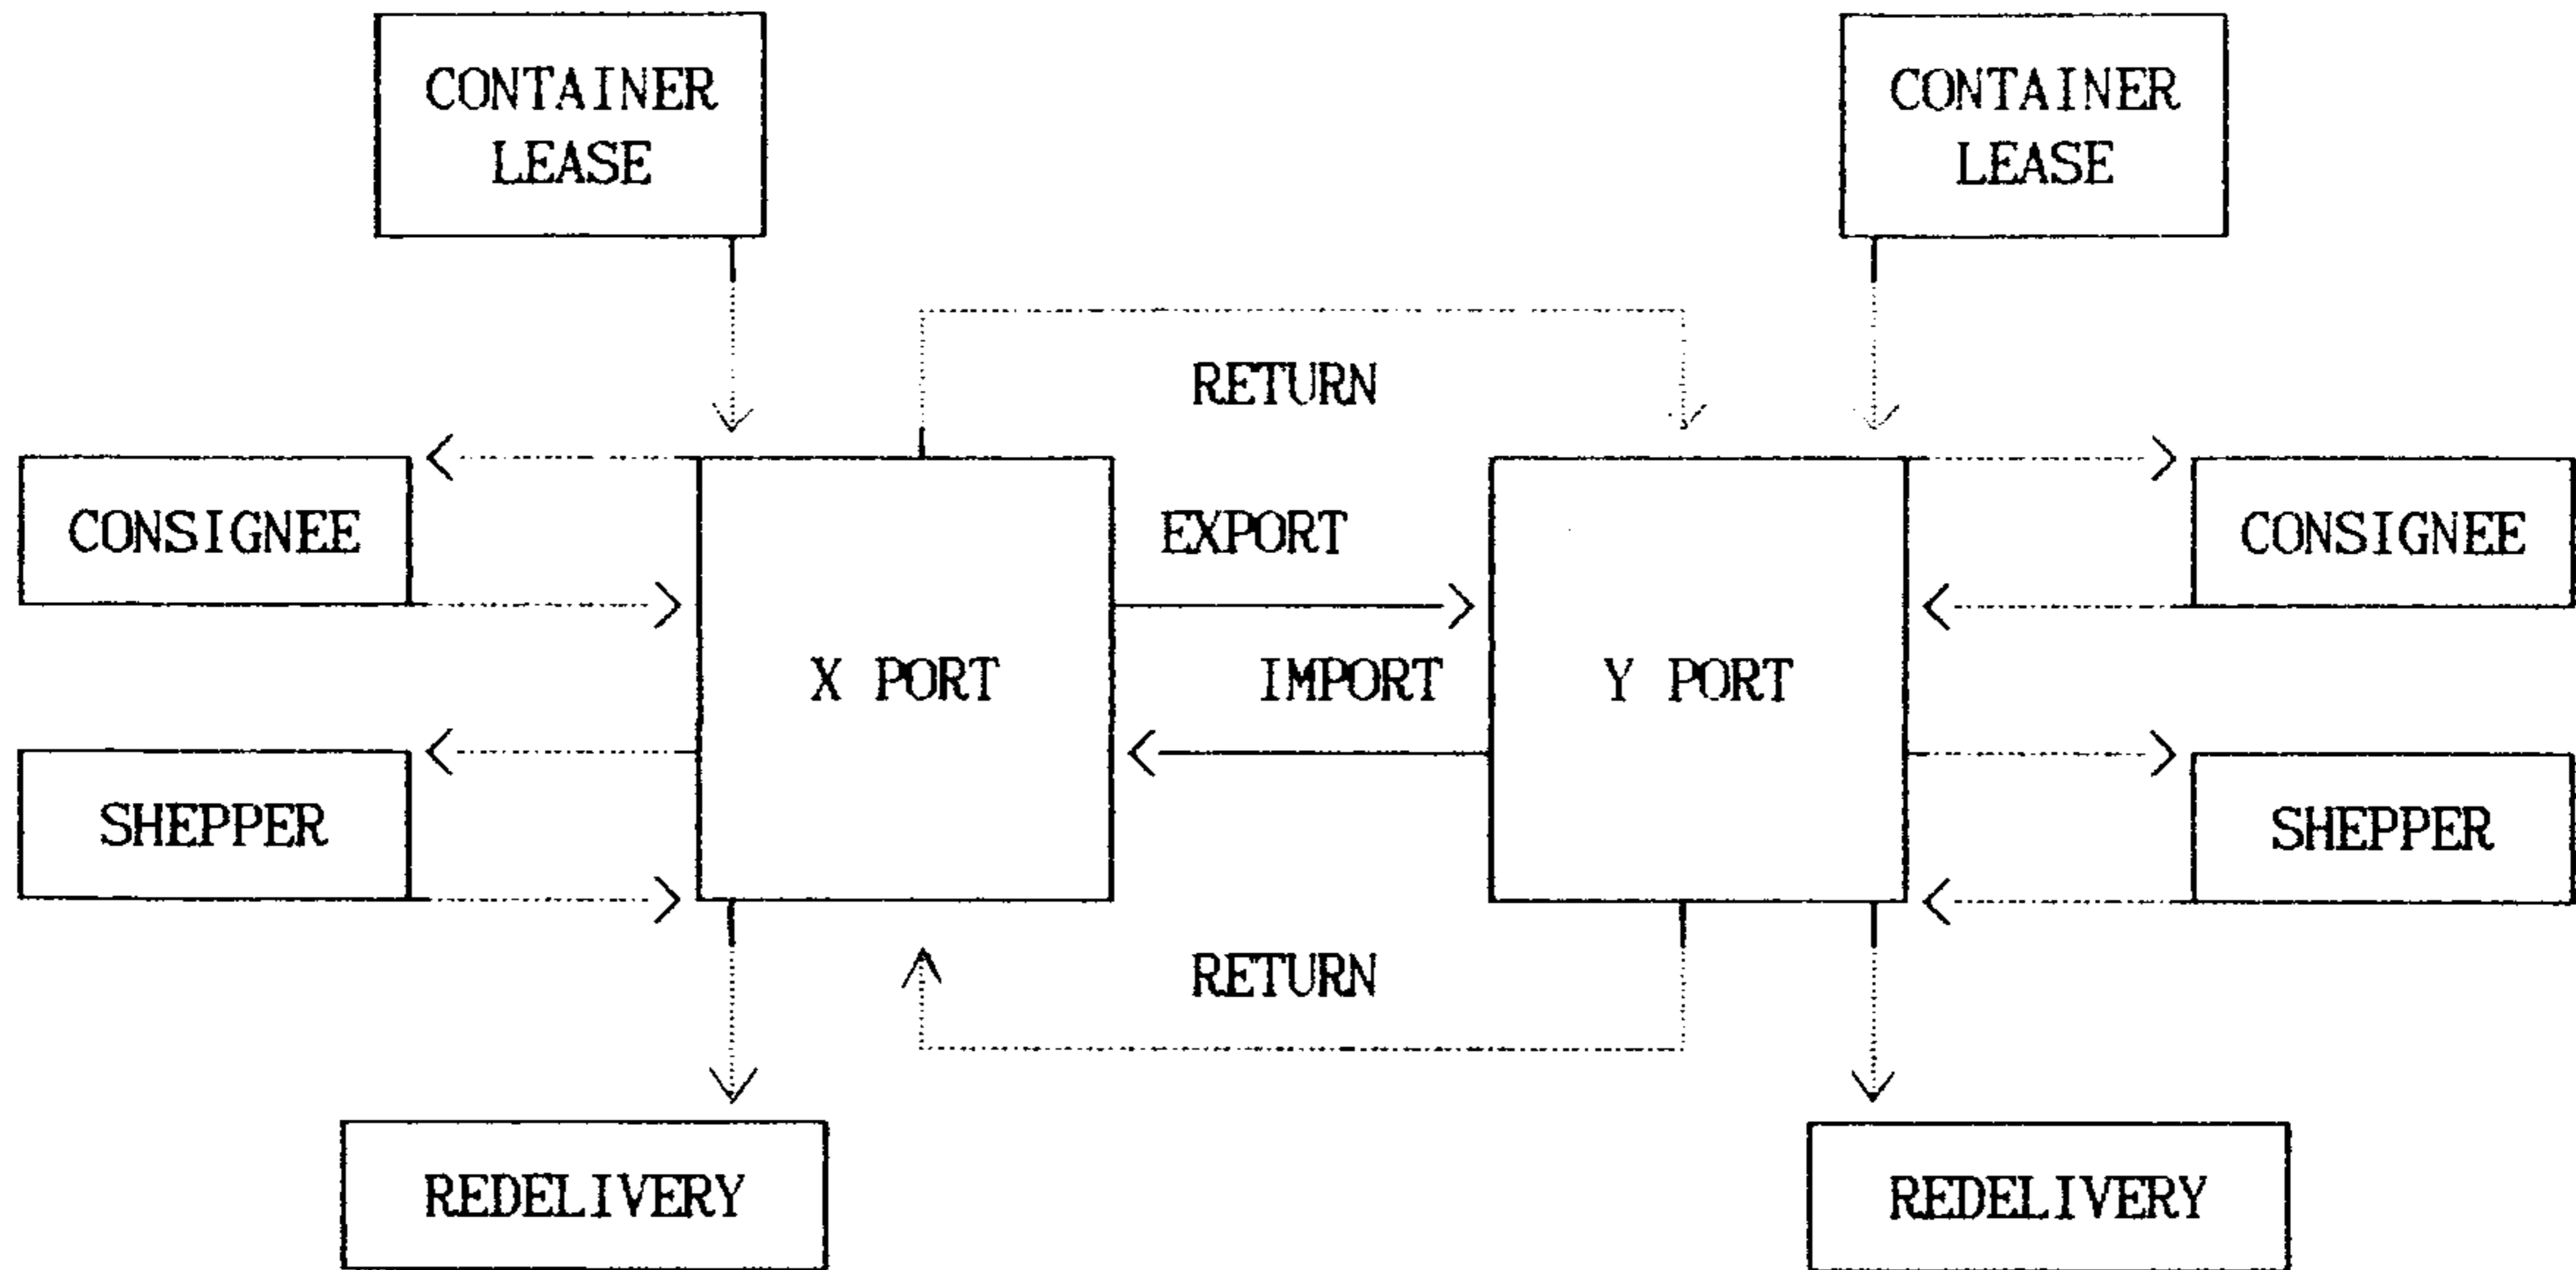 CONTAINER
LEASE
CONTAINER
LEASE
RETURN
CONSIGNEE
EXPORT
CONSIGNEE
X PORT
IMPORT
Y PORT
SHEPPER
SHEPPER
RETURN
REDELIVERY
REDELIVERY